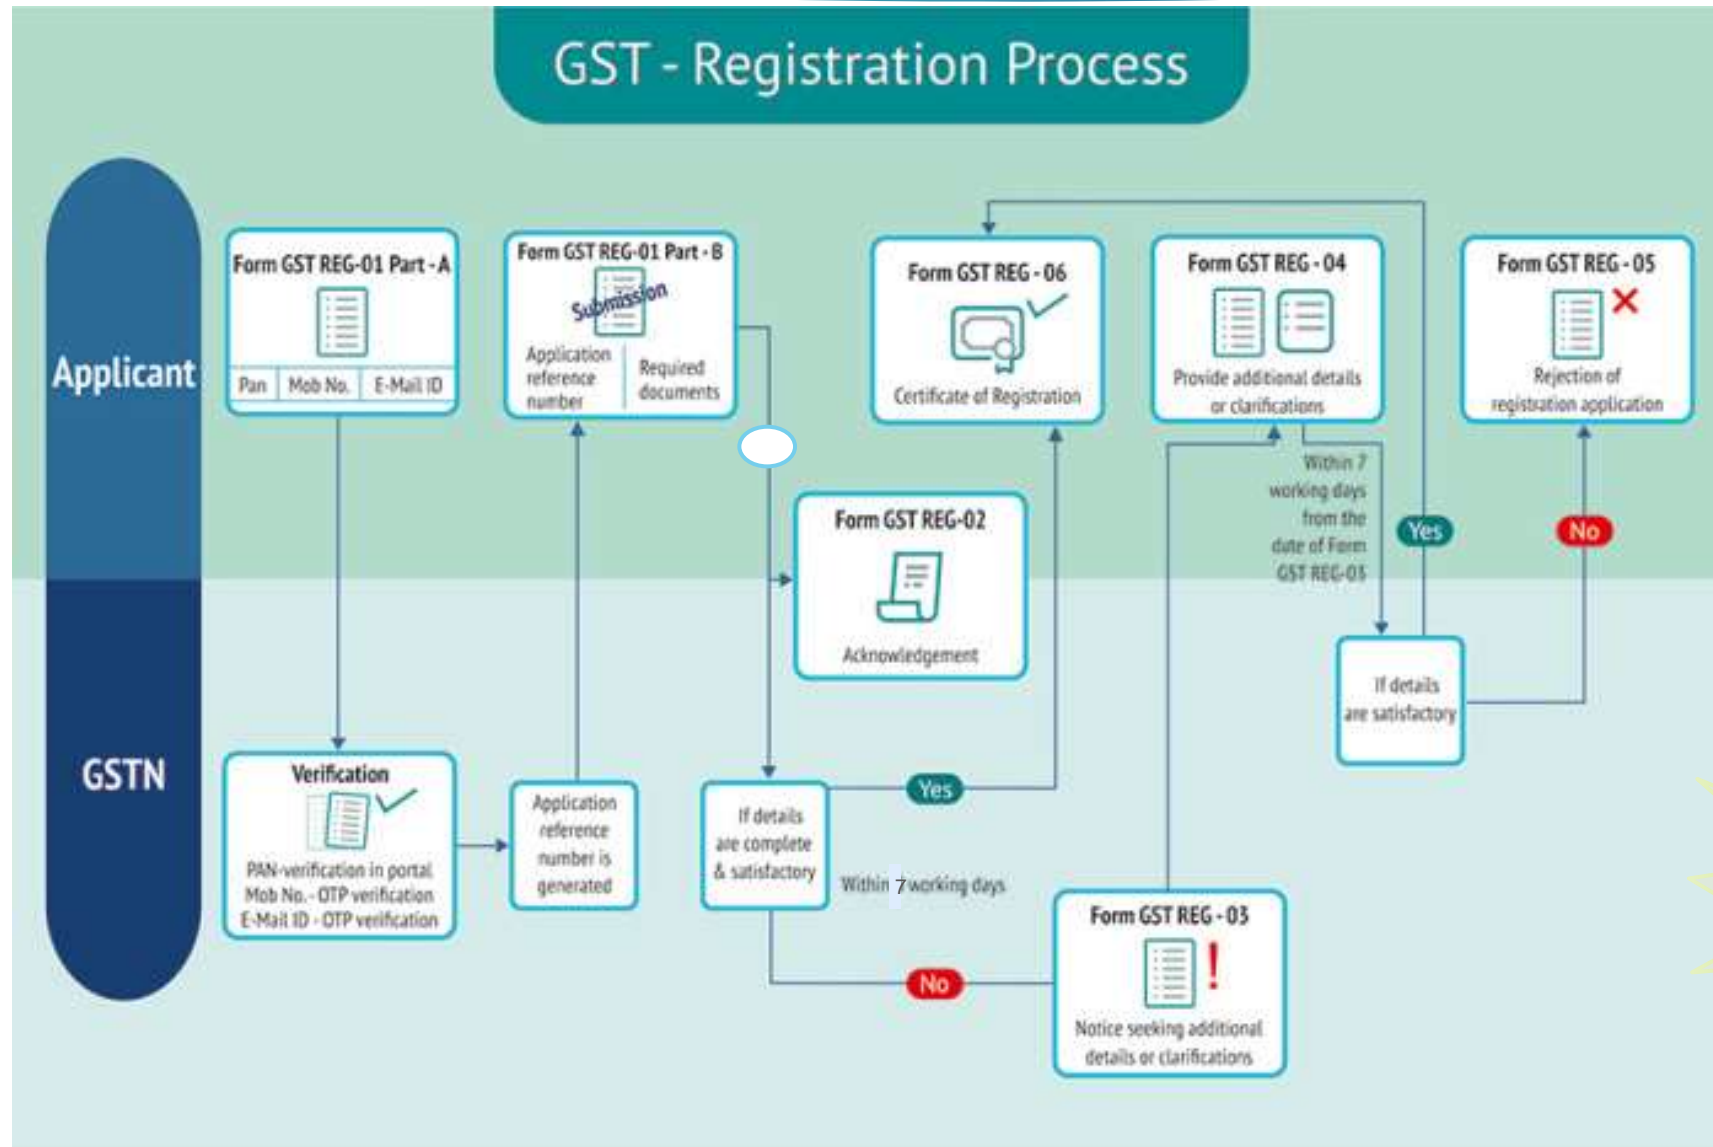 GST - Registration Process
Applicant
GSTN
Form GST REG-01 Part - A
Pan
Mob No.
E-Mail ID
Form GST REG-01 Part - B
Submission
Application
reference
number
Required
documents
Form GST REG - 06
Certificate of Registration
Form GST REG - 04
Provide additional details
or clarifications
Form GST REG - 05
Rejection of
registration application
Within 7
working days
from the
date of Form
GST REG-03
Yes
No
Form GST REG-02
Acknowledgement
If details
are satisfactory
Verification
PAN-verification in portal
Mob No.- OTP verification
E-Mail ID - OTP verification
Application
reference
number is
generated
If details
are complete
& satisfactory
Yes
Within 7 working days
No
Form GST REG - 03
Notice seeking additional
details or clarifications